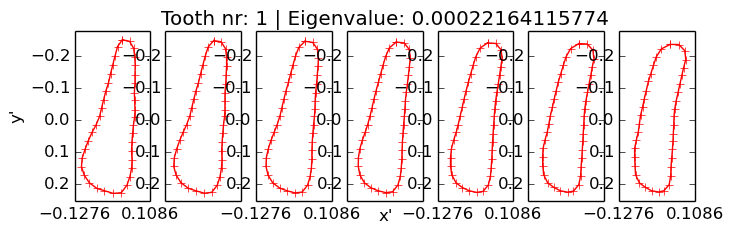 Tooth nr: 1 | Eigenvalue: 0.00022164115774
−0.2 −0.2 −0.2 −0.2 −0.2 −0.2 −0.2
−0.1 −0.1 −0.1 −0.1 −0.1 −0.1 −0.1
0.0 0.0 0.0 0.0 0.0 0.0 0.0
0.1 0.1 0.1 0.1 0.1 0.1 0.1
0.2 0.2 0.2 0.2 0.2 0.2 0.2
y'
−0.1276 0.1086 0.1086 −0.1276 0.1086 0.1086 −0.1276 0.1086 −0.1276 0.1086
x'